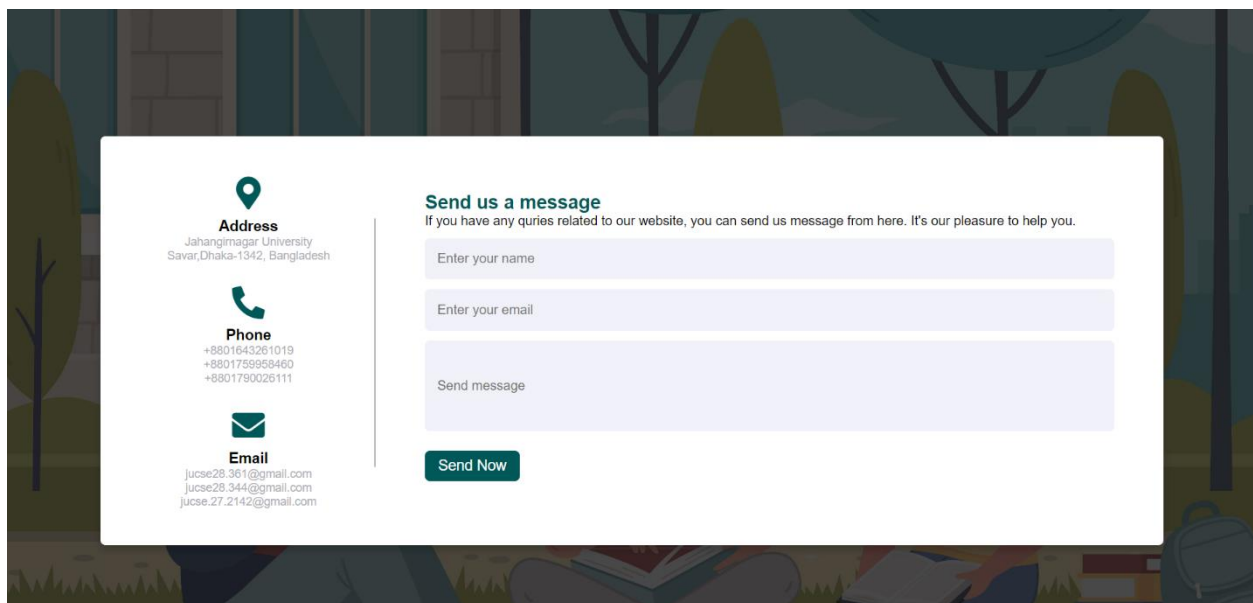 Address
Jahangirnagar University
Savar,Dhaka-1342, Bangladesh
Phone
+8801643261019
+8801759958460
+8801790026111
Email
jucse28.361@gmail.com
jucse28.344@gmail.com
jucse.27.2142@gmail.com
Send us a message
If you have any quries related to our website, you can send us message from here. It's our pleasure to help you.
Enter your name
Enter your email
Send message
Send Now